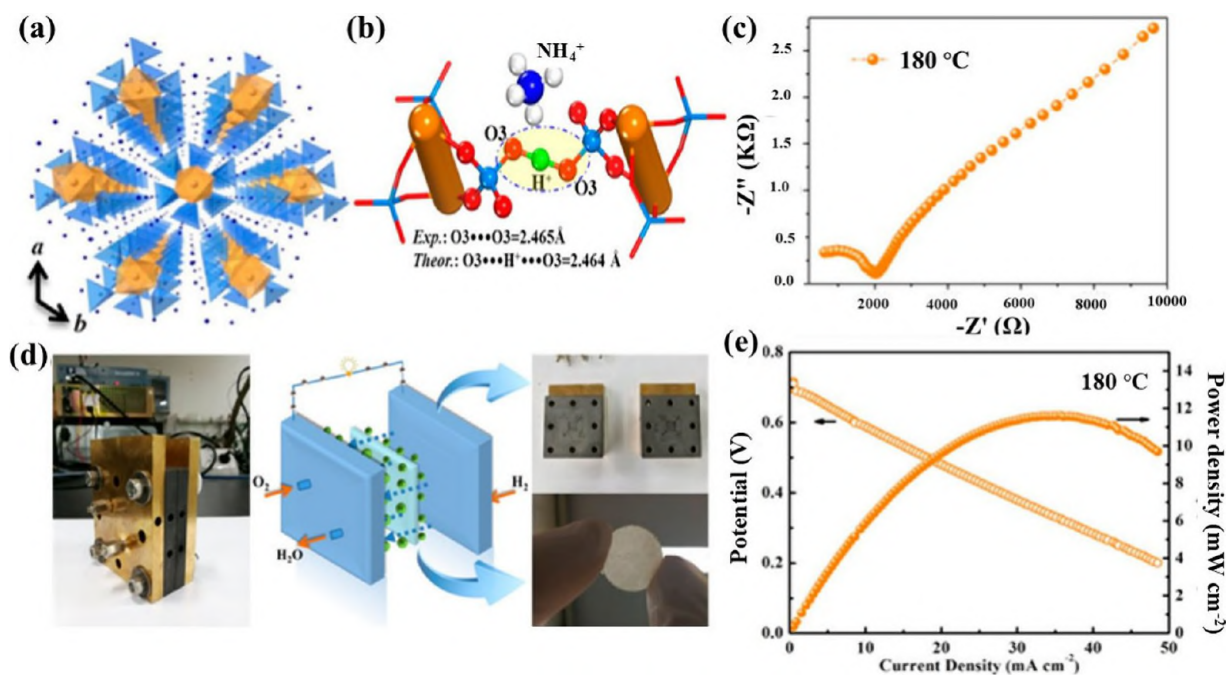 (a)
a
b
(b)
NH₄⁺
O3
H⁺
O3
Exp.: O3•••O3=2.465Å
Theor.: O3•••H⁺•••O3=2.464 Å
(c)
180 °C
-Z'' (KΩ)
2.5
2.0
1.5
1.0
0.5
0.0
2000
4000
6000
8000
10000
-Z' (Ω)
(d)
O₂
H₂O
H₂
(e)
180 °C
Potential (V)
0.8
0.6
0.4
0.2
0.0
14
12
10
8
6
4
2
0
Power density (mW cm⁻²)
0
10
20
30
40
50
Current Density (mA cm⁻²)